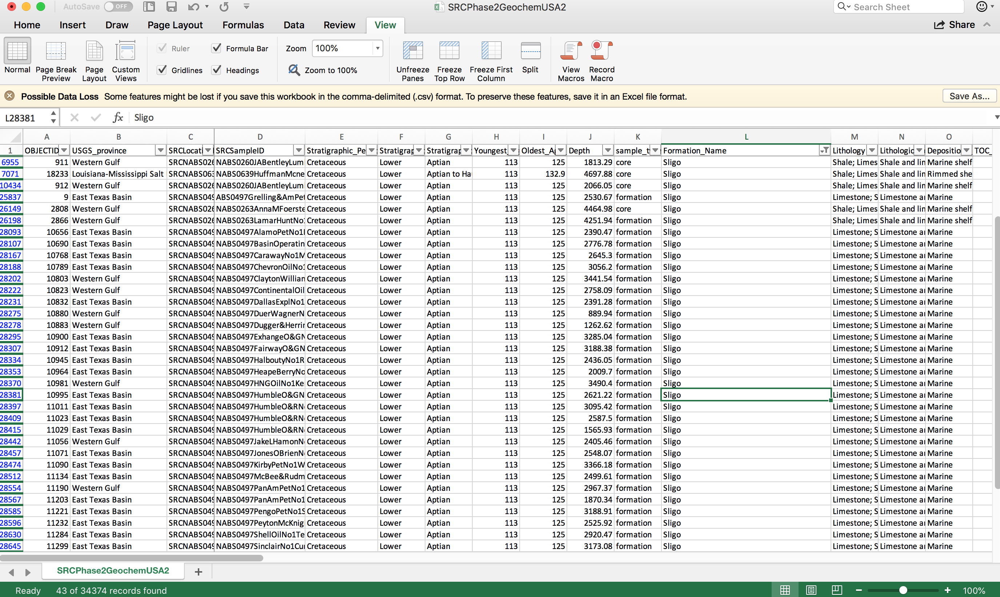 AutoSave OFF SRCPhase2GeochemUSA2 Search Sheet
Home Insert Draw Page Layout Formulas Data Review View Share
Ruler Formula Bar Zoom 100%
Gridlines Headings Zoom to 100%
Normal Page Break Preview Page Layout Custom Views Unfreeze Panes Freeze Top Row Freeze First Column Split View Macros Record Macro
Possible Data Loss Some features might be lost if you save this workbook in the comma-delimited (.csv) format. To preserve these features, save it in an Excel file format. Save As...
L28381 fx Sligo
A B C D E F G H I J K L M N O
1 OBJECTID USGS_province SRCLocati SRCSampleID Stratigraphic_Pe Stratigrap Stratigrap Youngest_ Oldest_Ag Depth sample_t Formation_Name Lithology Lithologic Depositio TOC_
6955 911 Western Gulf SRCNABS026 NABS0260JABentleyLum Cretaceous Lower Aptian 113 125 1813.29 core Sligo Shale; Limes Shale and lin Marine shelf
7071 18233 Louisiana-Mississippi Salt SRCNABS063 NABS0639HuffmanMcne Cretaceous Lower Aptian to Ha 113 132.9 4697.88 core Sligo Shale; Limes Shale and lin Rimmed she
10434 912 Western Gulf SRCNABS026 NABS0260JABentleyLum Cretaceous Lower Aptian 113 125 2066.05 core Sligo Shale; Limes Shale and lin Marine shelf
25837 9 East Texas Basin SRCNABS049 ABS0497Grelling&AmPet Cretaceous Lower Aptian 113 125 2530.67 formation Sligo Limestone; S Limestone a Marine
26149 2808 Western Gulf SRCNABS026 NABS0263AnnaMFoerste Cretaceous Lower Aptian 113 125 4464.98 core Sligo Shale; Limes Shale and lin Marine shelf
26198 2866 Western Gulf SRCNABS026 NABS0263LamarHuntNo Cretaceous Lower Aptian 113 125 4251.94 formation Sligo Shale; Limes Shale and lin Marine shelf
28093 10656 East Texas Basin SRCNABS049 NABS0497AlamoPetNo1 Cretaceous Lower Aptian 113 125 2390.47 formation Sligo Limestone; S Limestone a Marine
28107 10690 East Texas Basin SRCNABS049 NABS0497BasinOperatin Cretaceous Lower Aptian 113 125 2776.78 formation Sligo Limestone; S Limestone a Marine
28167 10768 East Texas Basin SRCNABS049 NABS0497CarawayNo1M Cretaceous Lower Aptian 113 125 2645.3 formation Sligo Limestone; S Limestone a Marine
28188 10789 East Texas Basin SRCNABS049 NABS0497ChevronOilNo Cretaceous Lower Aptian 113 125 3056.2 formation Sligo Limestone; S Limestone a Marine
28202 10803 Western Gulf SRCNABS049 NABS0497ClaytonWillian Cretaceous Lower Aptian 113 125 3441.54 formation Sligo Limestone; S Limestone a Marine
28222 10823 Western Gulf SRCNABS049 NABS0497ContinentalOil Cretaceous Lower Aptian 113 125 2758.09 formation Sligo Limestone; S Limestone a Marine
28231 10832 East Texas Basin SRCNABS049 NABS0497DallasExplNo1 Cretaceous Lower Aptian 113 125 2391.28 formation Sligo Limestone; S Limestone a Marine
28275 10880 Western Gulf SRCNABS049 NABS0497DuerWagnerN Cretaceous Lower Aptian 113 125 889.94 formation Sligo Limestone; S Limestone a Marine
28278 10883 Western Gulf SRCNABS049 NABS0497Dugger&Herrin Cretaceous Lower Aptian 113 125 1262.62 formation Sligo Limestone; S Limestone a Marine
28295 10900 East Texas Basin SRCNABS049 NABS0497ExhangeO&GN Cretaceous Lower Aptian 113 125 3285.04 formation Sligo Limestone; S Limestone a Marine
28307 10912 East Texas Basin SRCNABS049 NABS0497FairwayO&GN Cretaceous Lower Aptian 113 125 3188.38 formation Sligo Limestone; S Limestone a Marine
28334 10945 East Texas Basin SRCNABS049 NABS0497HalboutyNo1R Cretaceous Lower Aptian 113 125 2436.05 formation Sligo Limestone; S Limestone a Marine
28353 10964 East Texas Basin SRCNABS049 NABS0497HeapeBerryNo Cretaceous Lower Aptian 113 125 2009.7 formation Sligo Limestone; S Limestone a Marine
28370 10981 Western Gulf SRCNABS049 NABS0497HNGOilNo1Ke Cretaceous Lower Aptian 113 125 3490.4 formation Sligo Limestone; S Limestone a Marine
28381 10995 East Texas Basin SRCNABS049 NABS0497HumbleO&GN Cretaceous Lower Aptian 113 125 2621.22 formation Sligo Limestone; S Limestone a Marine
28397 11011 East Texas Basin SRCNABS049 NABS0497HumbleO&RN Cretaceous Lower Aptian 113 125 3095.42 formation Sligo Limestone; S Limestone a Marine
28409 11023 East Texas Basin SRCNABS049 NABS0497HumbleO&RN Cretaceous Lower Aptian 113 125 2587.5 formation Sligo Limestone; S Limestone a Marine
28415 11029 East Texas Basin SRCNABS049 NABS0497HumbleO&RN Cretaceous Lower Aptian 113 125 1565.93 formation Sligo Limestone; S Limestone a Marine
28442 11056 Western Gulf SRCNABS049 NABS0497JakeLHamonN Cretaceous Lower Aptian 113 125 2405.46 formation Sligo Limestone; S Limestone a Marine
28457 11071 East Texas Basin SRCNABS049 NABS0497JonesOBrienN Cretaceous Lower Aptian 113 125 2548.07 formation Sligo Limestone; S Limestone a Marine
28474 11090 East Texas Basin SRCNABS049 NABS0497KirbyPetNo1W Cretaceous Lower Aptian 113 125 3366.18 formation Sligo Limestone; S Limestone a Marine
28512 11134 East Texas Basin SRCNABS049 NABS0497McBee&Rudm Cretaceous Lower Aptian 113 125 2499.61 formation Sligo Limestone; S Limestone a Marine
28554 11190 Western Gulf SRCNABS049 NABS0497PanAmPetNo1 Cretaceous Lower Aptian 113 125 2967.37 formation Sligo Limestone; S Limestone a Marine
28567 11203 East Texas Basin SRCNABS049 NABS0497PanAmPetNo1 Cretaceous Lower Aptian 113 125 1870.34 formation Sligo Limestone; S Limestone a Marine
28585 11221 East Texas Basin SRCNABS049 NABS0497PengoPetNo1S Cretaceous Lower Aptian 113 125 3188.91 formation Sligo Limestone; S Limestone a Marine
28596 11232 East Texas Basin SRCNABS049 NABS0497PeytonMcKnig Cretaceous Lower Aptian 113 125 2525.92 formation Sligo Limestone; S Limestone a Marine
28630 11284 East Texas Basin SRCNABS049 NABS0497ShellOilNo1Te Cretaceous Lower Aptian 113 125 2920.47 formation Sligo Limestone; S Limestone a Marine
28645 11299 East Texas Basin SRCNABS049 NABS0497SinclairNo1Cu Cretaceous Lower Aptian 113 125 3173.08 formation Sligo Limestone; S Limestone a Marine
SRCPhase2GeochemUSA2 +
Ready 43 of 34374 records found 100%